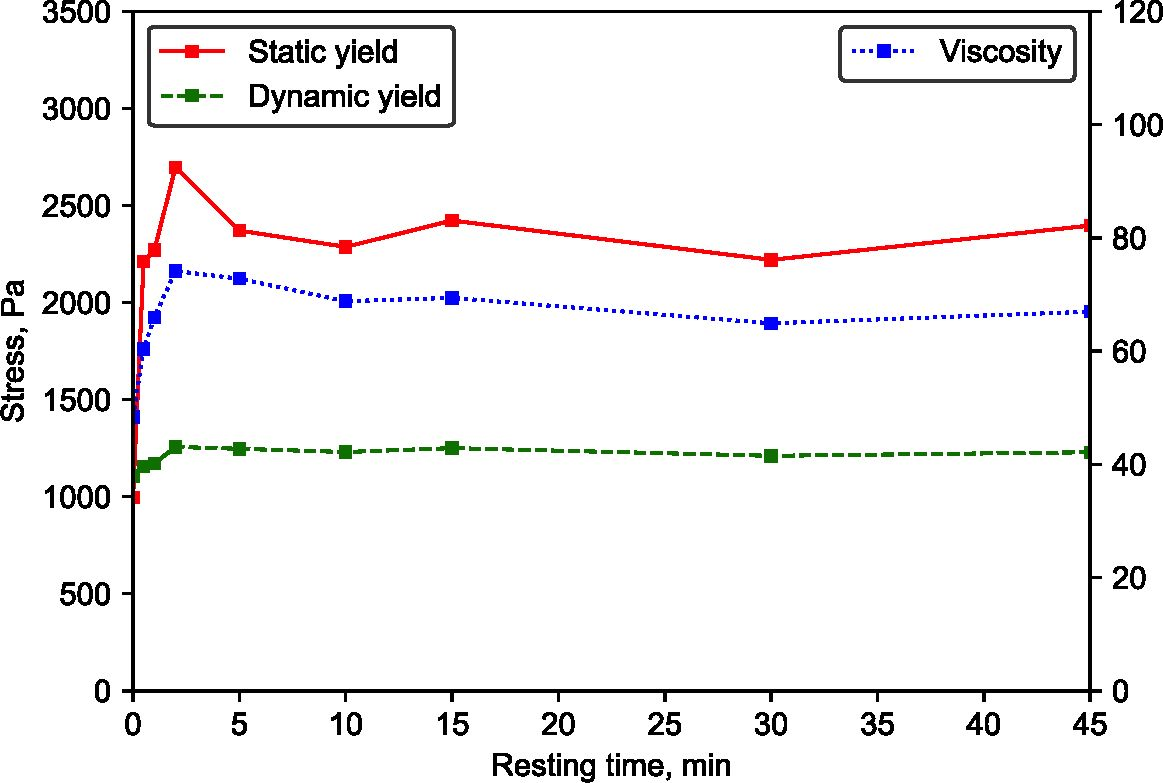 3500
3000
2500
2000
1500
1000
500
0
Stress, Pa
Static yield
Dynamic yield
Viscosity
120
100
80
60
40
20
0
0 5 10 15 20 25 30 35 40 45
Resting time, min